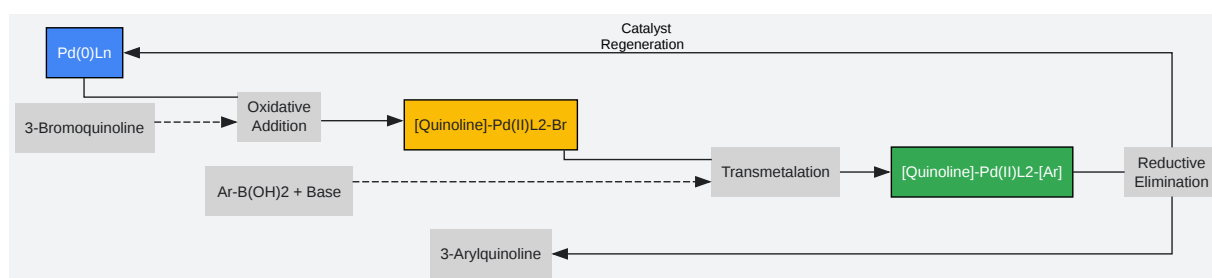 Catalyst
Regeneration
Pd(0)Ln
3-Bromoquinoline
Oxidative
Addition
[Quinoline]-Pd(II)L2-Br
Ar-B(OH)2 + Base
Transmetalation
[Quinoline]-Pd(II)L2-[Ar]
Reductive
Elimination
3-Arylquinoline